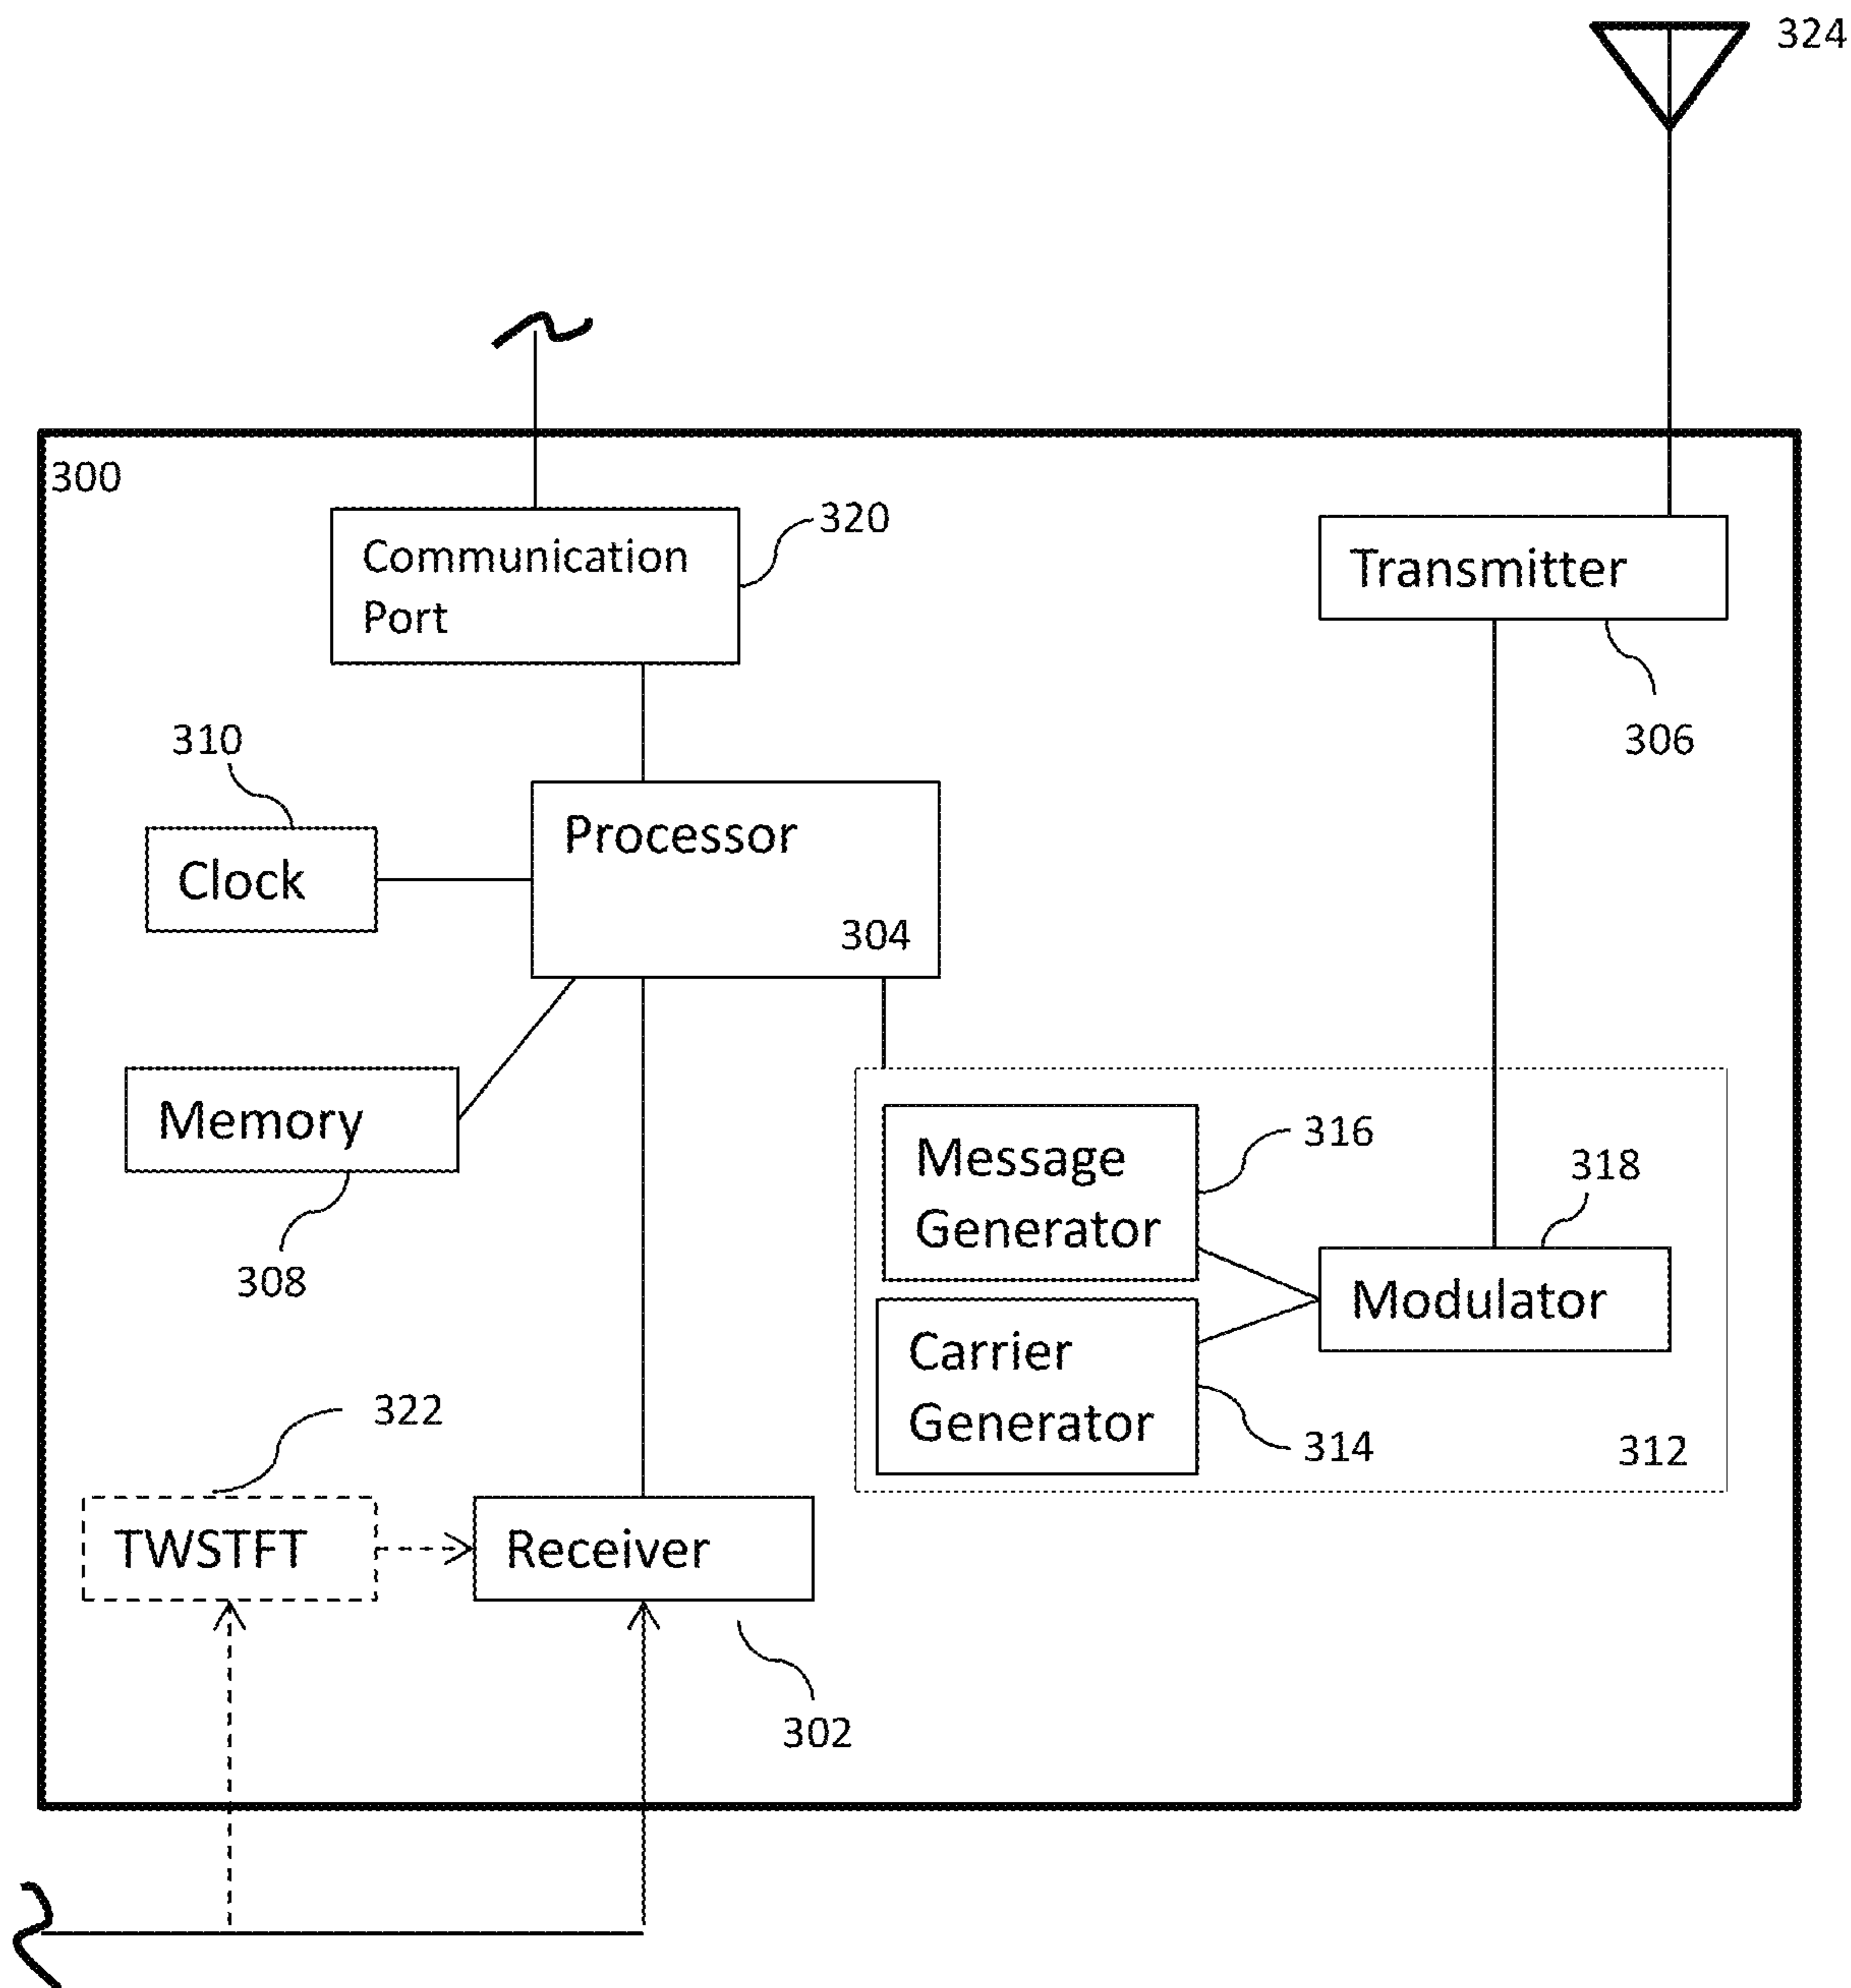 324
300
Communication
Port
320
Transmitter
306
310
Clock
Processor
304
Memory
308
Message
Generator
316
318
Modulator
Carrier
Generator
314
312
322
TWSTFT
Receiver
302